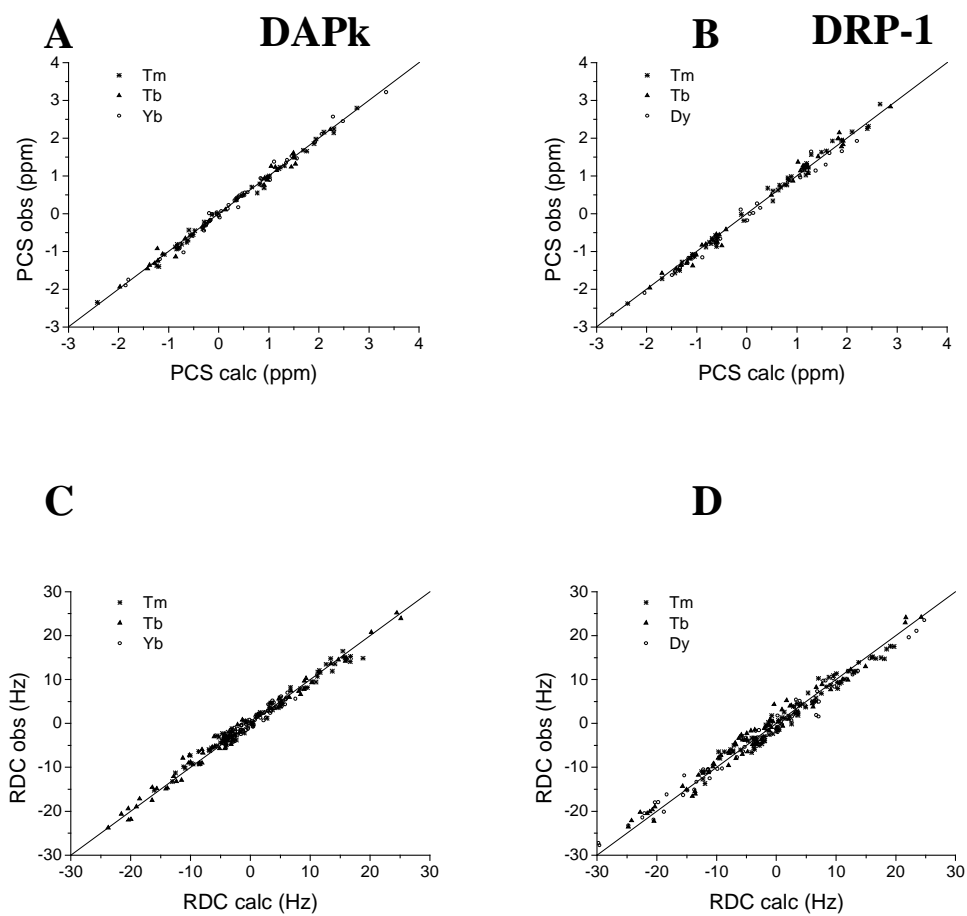 A DAPk
B DRP-1
4
3
2
1
0
-1
-2
-3
PCS obs (ppm)
Tm
Tb
Yb
-3 -2 -1 0 1 2 3 4
PCS calc (ppm)
4
3
2
1
0
-1
-2
-3
PCS obs (ppm)
Tm
Tb
Dy
-3 -2 -1 0 1 2 3 4
PCS calc (ppm)
C
D
30
20
10
0
-10
-20
-30
RDC obs (Hz)
Tm
Tb
Yb
-30 -20 -10 0 10 20 30
RDC calc (Hz)
30
20
10
0
-10
-20
-30
RDC obs (Hz)
Tm
Tb
Dy
-30 -20 -10 0 10 20 30
RDC calc (Hz)